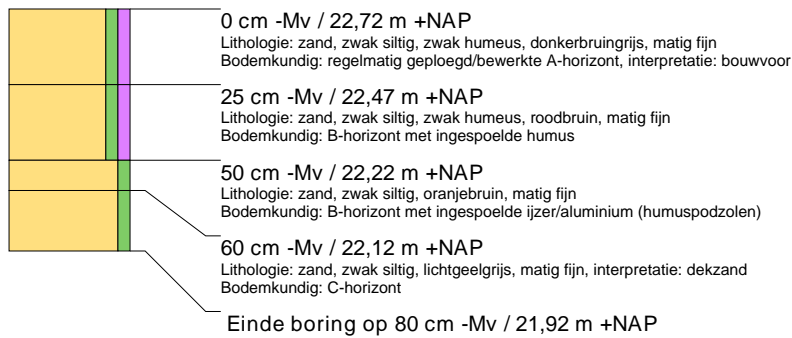 0 cm -Mv / 22,72 m +NAP
Lithologie: zand, zwak siltig, zwak humeus, donkerbruingrijs, matig fijn
Bodemkundig: regelmatig geploegd/bewerkte A-horizont, interpretatie: bouwvoor
25 cm -Mv / 22,47 m +NAP
Lithologie: zand, zwak siltig, zwak humeus, roodbruin, matig fijn
Bodemkundig: B-horizont met ingespoelde humus
50 cm -Mv / 22,22 m +NAP
Lithologie: zand, zwak siltig, oranjebruin, matig fijn
Bodemkundig: B-horizont met ingespoelde ijzer/aluminium (humuspodzolen)
60 cm -Mv / 22,12 m +NAP
Lithologie: zand, zwak siltig, lichtgeelgrijs, matig fijn, interpretatie: dekzand
Bodemkundig: C-horizont
Einde boring op 80 cm -Mv / 21,92 m +NAP